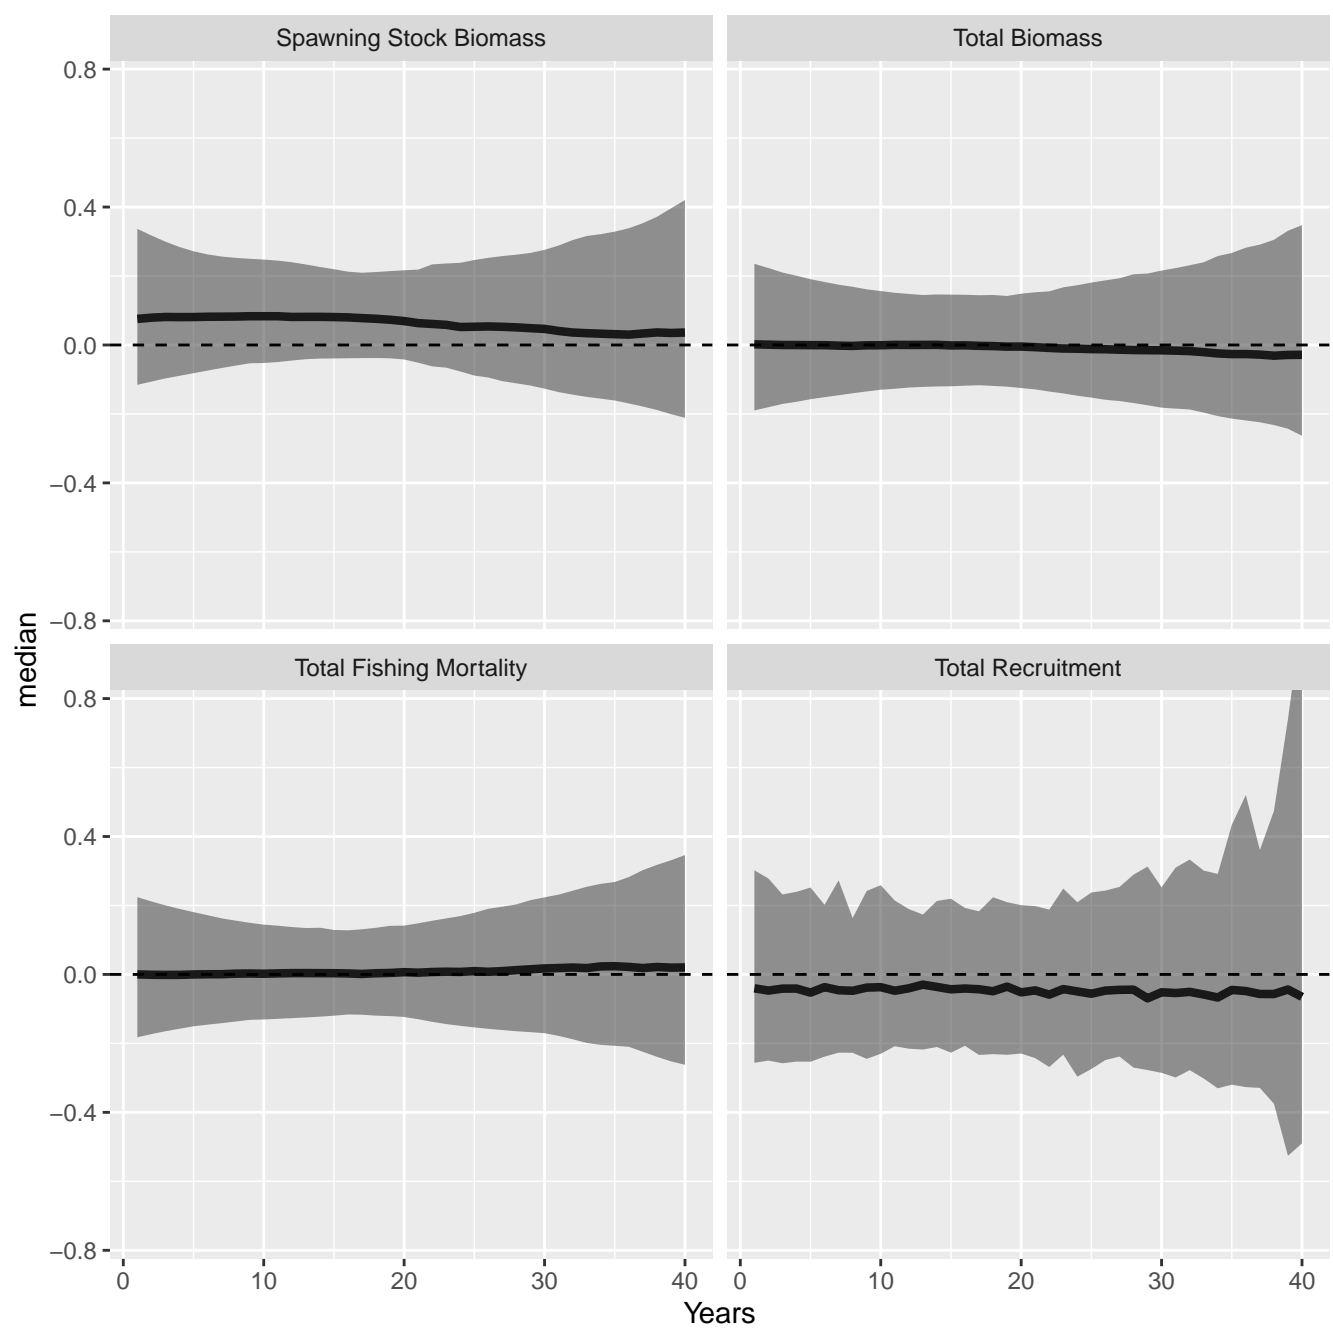 Spawning Stock Biomass
Total Biomass
0.8
0.4
0.0
−0.4
−0.8
median
Total Fishing Mortality
Total Recruitment
0.8
0.4
0.0
−0.4
−0.8
0 10 20 30 40
0 10 20 30 40
Years